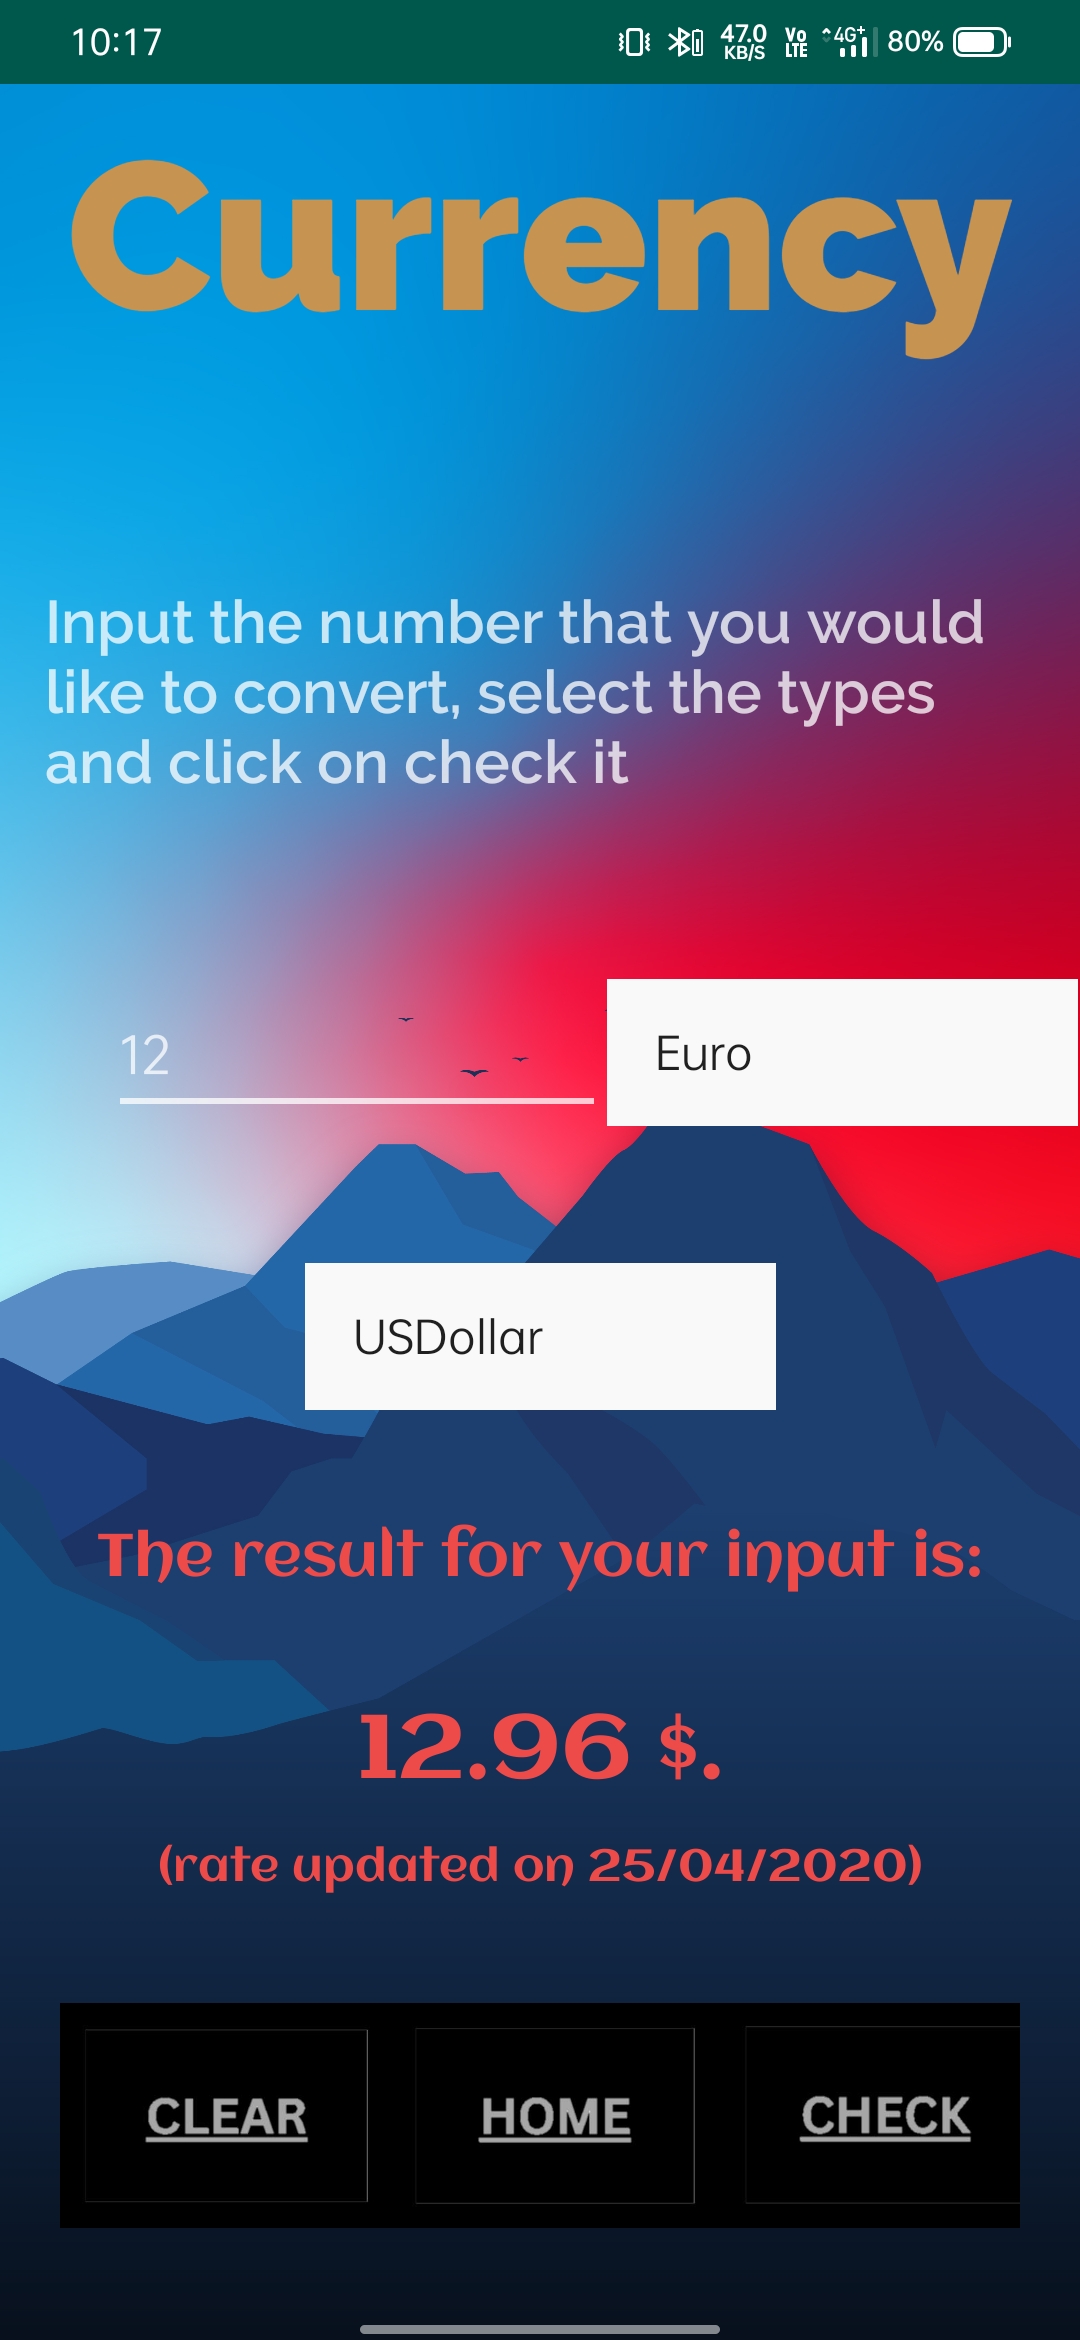 10:17
47.0
KB/S
Vo
LTE
4G+
80%
Currency
Input the number that you would
like to convert, select the types
and click on check it
12
Euro
USDollar
The result for your input is:
12.96 $.
(rate updated on 25/04/2020)
CLEAR
HOME
CHECK